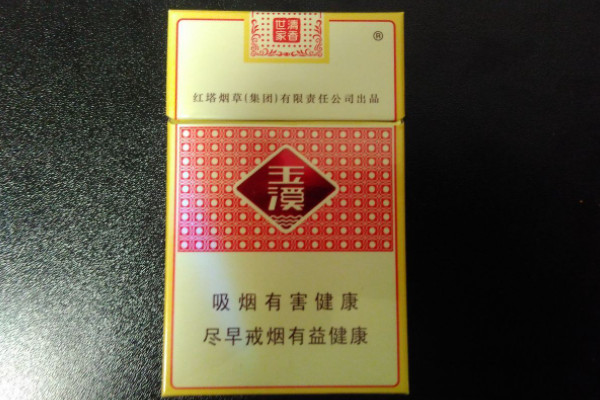 清香
世家
®
红塔烟草(集团)有限责任公司出品
玉
溪
吸烟有害健康
尽早戒烟有益健康